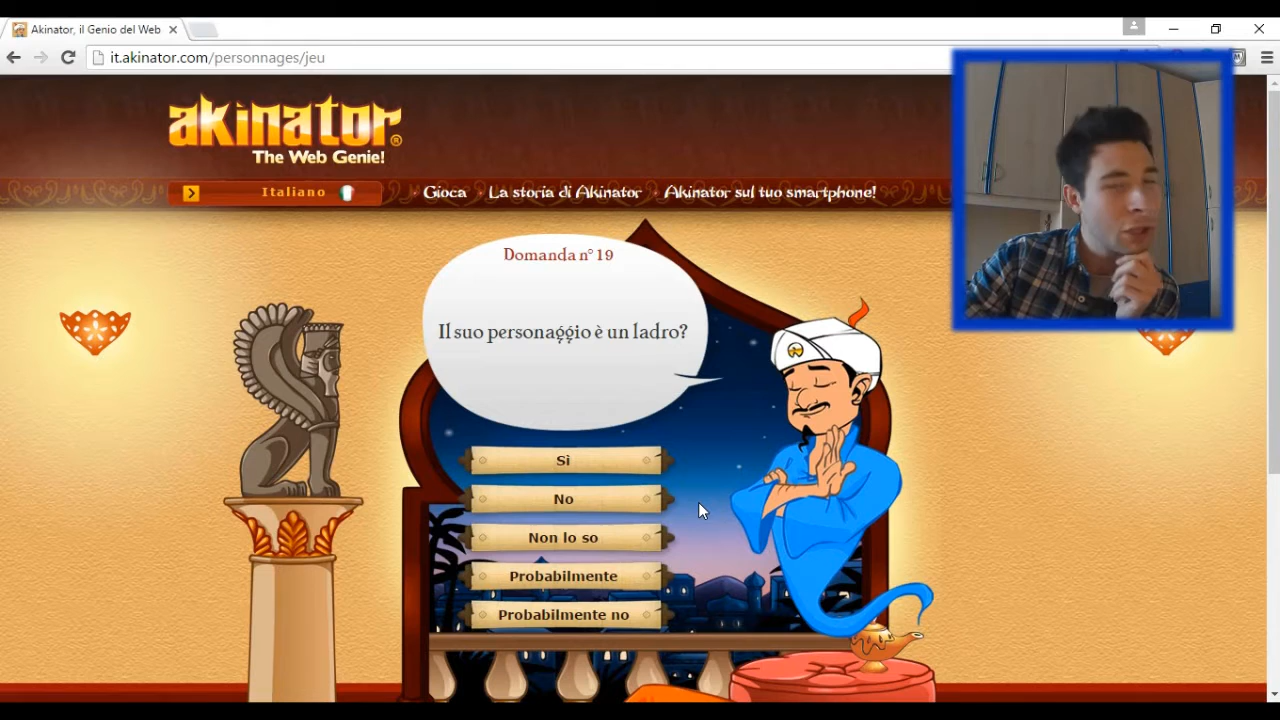 Akinator, il Genio del Web
it.akinator.com/personnages/jeu
akinator®
The Web Genie!
Italiano
· Gioca · La storia di Akinator · Akinator sul tuo smartphone!
Domanda n° 19
Il suo personaggio è un ladro?
Sì
No
Non lo so
Probabilmente
Probabilmente no